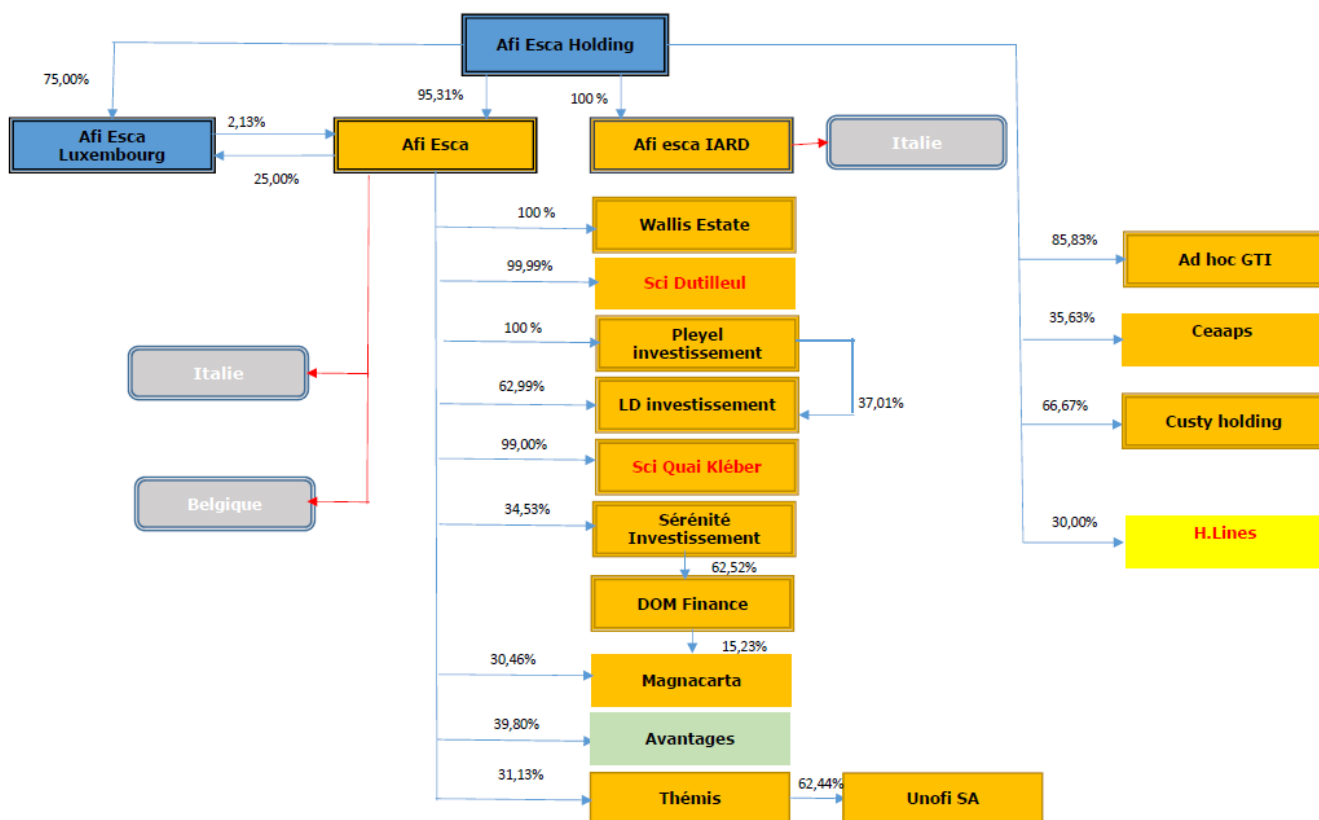 Afi Esca Holding
75,00%
95,31%
100 %
Afi Esca
Luxembourg
2,13%
25,00%
Afi Esca
Afi esca IARD
Italie
100 %
Wallis Estate
99,99%
Sci Dutilleul
100 %
Pleyel
investissement
62,99%
LD investissement
37,01%
99,00%
Sci Quai Kléber
34,53%
Sérénité
Investissement
62,52%
DOM Finance
15,23%
30,46%
Magnacarta
39,80%
Avantages
31,13%
Thémis
62,44%
Unofi SA
Italie
Belgique
85,83%
Ad hoc GTI
35,63%
Ceaaps
66,67%
Custy holding
30,00%
H.Lines